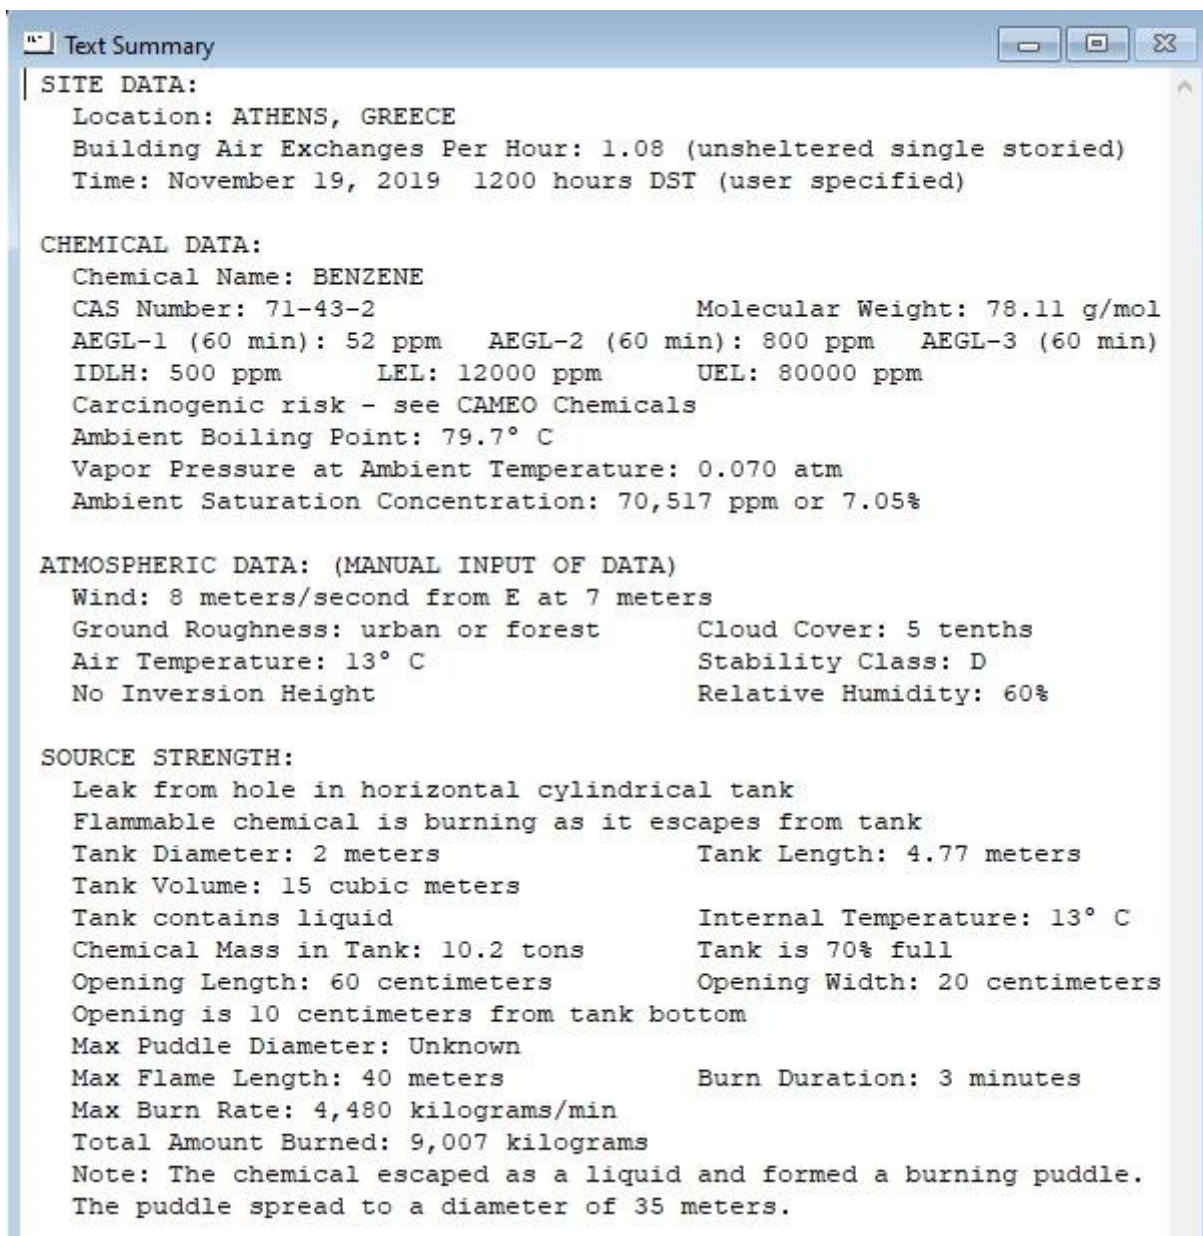 Text Summary
SITE DATA:
Location: ATHENS, GREECE
Building Air Exchanges Per Hour: 1.08 (unsheltered single storied)
Time: November 19, 2019 1200 hours DST (user specified)
CHEMICAL DATA:
Chemical Name: BENZENE
CAS Number: 71-43-2 Molecular Weight: 78.11 g/mol
AEGL-1 (60 min): 52 ppm AEGL-2 (60 min): 800 ppm AEGL-3 (60 min)
IDLH: 500 ppm LEL: 12000 ppm UEL: 80000 ppm
Carcinogenic risk - see CAMEO Chemicals
Ambient Boiling Point: 79.7° C
Vapor Pressure at Ambient Temperature: 0.070 atm
Ambient Saturation Concentration: 70,517 ppm or 7.05%
ATMOSPHERIC DATA: (MANUAL INPUT OF DATA)
Wind: 8 meters/second from E at 7 meters
Ground Roughness: urban or forest Cloud Cover: 5 tenths
Air Temperature: 13° C Stability Class: D
No Inversion Height Relative Humidity: 60%
SOURCE STRENGTH:
Leak from hole in horizontal cylindrical tank
Flammable chemical is burning as it escapes from tank
Tank Diameter: 2 meters Tank Length: 4.77 meters
Tank Volume: 15 cubic meters
Tank contains liquid Internal Temperature: 13° C
Chemical Mass in Tank: 10.2 tons Tank is 70% full
Opening Length: 60 centimeters Opening Width: 20 centimeters
Opening is 10 centimeters from tank bottom
Max Puddle Diameter: Unknown
Max Flame Length: 40 meters Burn Duration: 3 minutes
Max Burn Rate: 4,480 kilograms/min
Total Amount Burned: 9,007 kilograms
Note: The chemical escaped as a liquid and formed a burning puddle.
The puddle spread to a diameter of 35 meters.